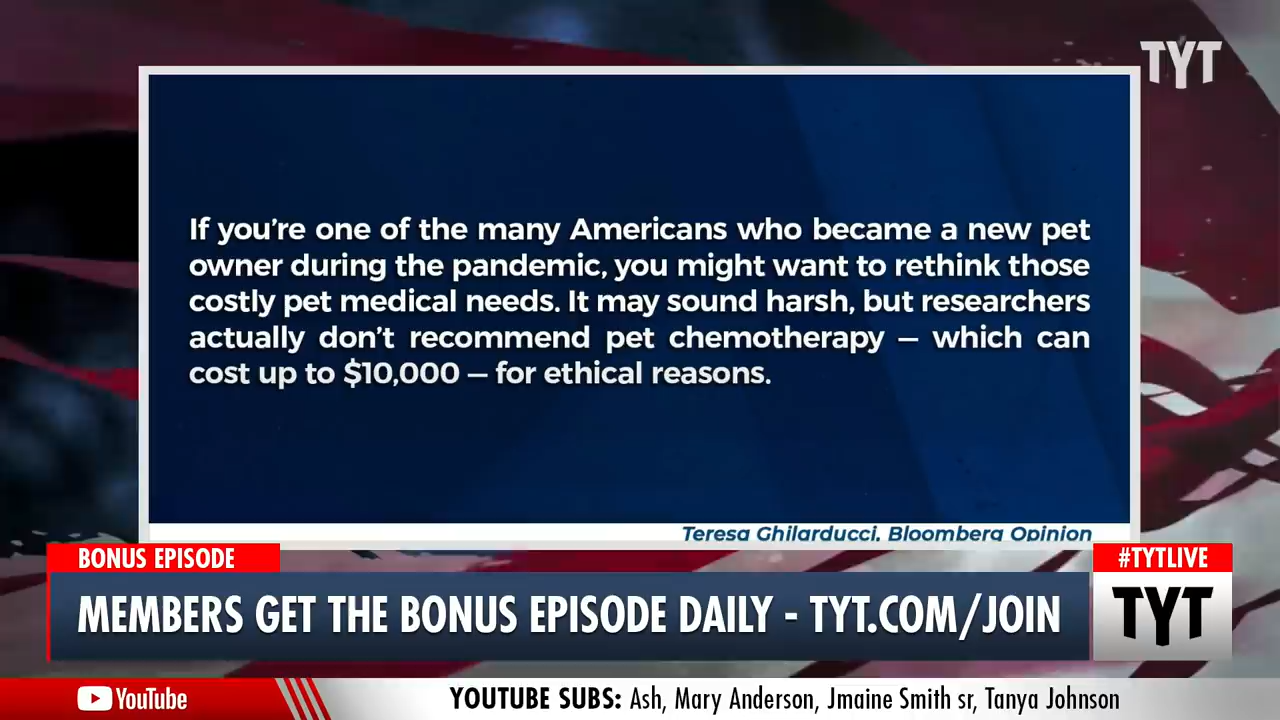 TYT
If you're one of the many Americans who became a new pet
owner during the pandemic, you might want to rethink those
costly pet medical needs. It may sound harsh, but researchers
actually don't recommend pet chemotherapy — which can
cost up to $10,000 — for ethical reasons.
Teresa Ghilarducci, Bloomberg Opinion
BONUS EPISODE
#TYTLIVE
MEMBERS GET THE BONUS EPISODE DAILY - TYT.COM/JOIN
TYT
YouTube
YOUTUBE SUBS: Ash, Mary Anderson, Jmaine Smith sr, Tanya Johnson